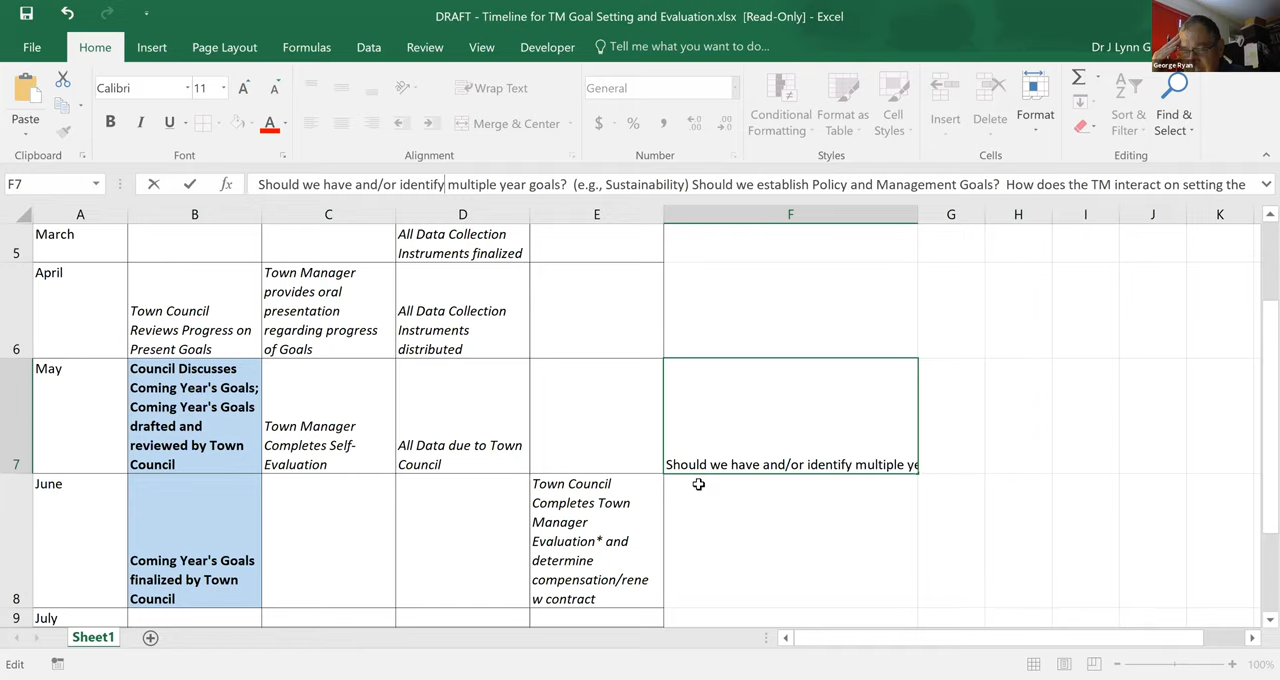 DRAFT - Timeline for TM Goal Setting and Evaluation.xlsx [Read-Only] - Excel
File Home Insert Page Layout Formulas Data Review View Developer Tell me what you want to do... Dr J Lynn G
George Ryan
Calibri 11 A A Wrap Text General
Paste B I U A Merge & Center $ % , Conditional Formatting Format as Table Cell Styles Insert Delete Format Σ Sort & Filter Find & Select
Clipboard Font Alignment Number Styles Cells Editing
F7 fx Should we have and/or identify multiple year goals? (e.g., Sustainability) Should we establish Policy and Management Goals? How does the TM interact on setting the
A B C D E F G H I J K
5 March
All Data Collection
Instruments finalized
6 April
Town Council
Reviews Progress on
Present Goals
Town Manager
provides oral
presentation
regarding progress
of Goals
All Data Collection
Instruments
distributed
7 May
Council Discusses
Coming Year's Goals;
Coming Year's Goals
drafted and
reviewed by Town
Council
Town Manager
Completes Self-
Evaluation
All Data due to Town
Council
Should we have and/or identify multiple ye
8 June
Coming Year's Goals
finalized by Town
Council
Town Council
Completes Town
Manager
Evaluation* and
determine
compensation/rene
w contract
9 July
Sheet1
Edit 100%